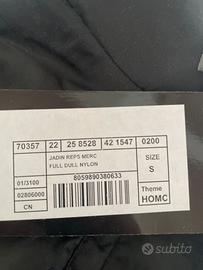 70357 22 25 8528 42 1547 0200
JADIN REPS MERC
FULL DULL NYLON
SIZE
S
01/3100
8059890380633
02806000
Theme
CN
HOMC
subito